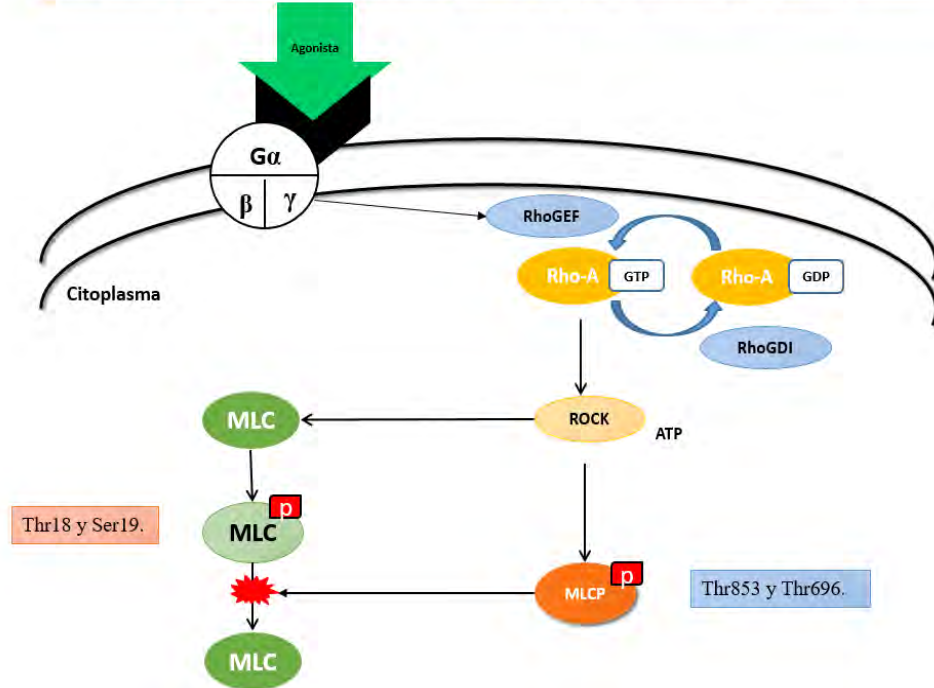 Agonista
Gα
β γ
RhoGEF
Rho-A GTP
Rho-A GDP
Citoplasma
RhoGDI
MLC
ROCK
ATP
p
Thr18 y Ser19.
MLC
p
MLCP
Thr853 y Thr696.
MLC